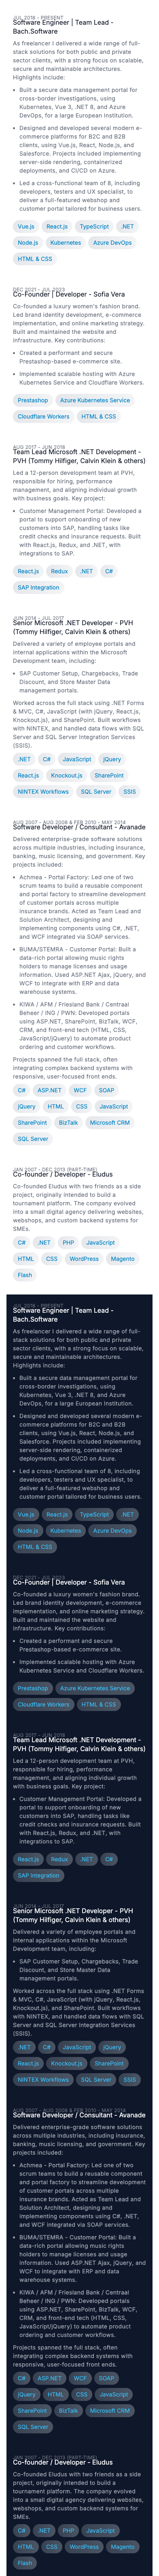 JUL 2018 – PRESENT
Software Engineer | Team Lead -
Bach.Software
As freelancer I delivered a wide range of full-
stack solutions for both public and private
sector clients, with a strong focus on scalable,
secure and maintainable architectures.
Highlights include:
• Built a secure data management portal for
cross-border investigations, using
Kubernetes, Vue 3, .NET 8, and Azure
DevOps, for a large European Institution.
• Designed and developed several modern e-
commerce platforms for B2C and B2B
clients, using Vue.js, React, Node.js, and
Salesforce. Projects included implementing
server-side rendering, containerized
deployments, and CI/CD on Azure.
• Led a cross-functional team of 8, including
developers, testers and UX specialist, to
deliver a full-featured webshop and
customer portal tailored for business users.
Vue.js React.js TypeScript .NET
Node.js Kubernetes Azure DevOps
HTML & CSS
DEC 2021 - JUL 2023
Co-Founder | Developer - Sofia Vera
Co-founded a luxury women's fashion brand.
Led brand identity development, e-commerce
implementation, and online marketing strategy.
Built and maintained the website and
infrastructure. Key contributions:
• Created a performant and secure
Prestashop-based e-commerce site.
• Implemented scalable hosting with Azure
Kubernetes Services and Cloudflare Workers.
Prestashop Azure Kubernetes Service
Cloudflare Workers HTML & CSS
AUG 2017 - JUN 2018
Team Lead Microsoft .NET Development -
PVH (Tommy Hilfiger, Calvin Klein & others)
Led a 12-person development team at PVH,
responsible for hiring, performance
management, and aligning individual growth
with business goals. Key project:
• Customer Management Portal: Developed a
portal to support onboarding of new
customers into SAP, handling tasks like
credit checks and insurance requests. Built
with React.js, Redux, and .NET, with
integrations to SAP.
React.js Redux .NET C#
SAP Integration
JUN 2014 - JUL 2017
Senior Microsoft .NET Developer - PVH
(Tommy Hilfiger, Calvin Klein & others)
Delivered a variety of employee portals and
internal applications within the Microsoft
Development team, including:
• SAP Customer Setup, Chargebacks, Trade
Discount, and Store Master Data
management portals.
Worked across the full stack using .NET Forms
& MVC, C#, JavaScript (with jQuery, React.js,
Knockout.js), and SharePoint. Built workflows
with NINTEX, and handled data flows with SQL
Server and SQL Server Integration Services
(SSIS).
.NET C# JavaScript jQuery
React.js Knockout.js SharePoint
NINTEX Workflows SQL Server SSIS
AUG 2007 - AUG 2008 & FEB 2010 - MAY 2014
Software Developer / Consultant - Avanade
Delivered enterprise-grade software solutions
across multiple industries including insurance,
banking, music licensing, and government. Key
projects included:
• Achmea - Portal Factory: Led one of two
scrum teams to build a reusable component
and portal factory to streamline development
of customer portals across multiple
insurance brands. Acted as Team Lead and
Solution Architect, designing and
implementing components using C#, .NET,
and WCF integrated via SOAP services.
• BUMA/STEMRA - Customer Portal: Built a
data-rich portal allowing music rights
holders to manage licenses and usage
information. Used ASP.NET Ajax, jQuery, and
WCF to integrate with ERP and data
warehouse systems.
• KIWA / AFM / Friesland Bank / Centraal
Beheer / ING / PWN: Developed portals
using ASP.NET, SharePoint, BizTalk, WCF,
CRM, and front-end tech (HTML, CSS,
JavaScript/jQuery) to automate product
ordering and customer workflows.
Projects spanned the full stack, often
integrating complex backend systems with
responsive, user-focused front ends.
C# ASP.NET WCF SOAP
jQuery HTML CSS JavaScript
SharePoint BizTalk Microsoft CRM
SQL Server
JAN 2007 - DEC 2013 (PART-TIME)
Co-founder / Developer - Eludus
Co-founded Eludus with two friends as a side
project, originally intended to build a
tournament platform. The company evolved
into a small digital agency serving websites,
webshops, and custom backend systems for
SMEs.
C# .NET PHP JavaScript
HTML CSS WordPress Magento
Flash
JUL 2018 – PRESENT
Software Engineer | Team Lead -
Bach.Software
As freelancer I delivered a wide range of full-
stack solutions for both public and private
sector clients, with a strong focus on scalable,
secure and maintainable architectures.
Highlights include:
• Built a secure data management portal for
cross-border investigations, using
Kubernetes, Vue 3, .NET 8, and Azure
DevOps, for a large European Institution.
• Designed and developed several modern e-
commerce platforms for B2C and B2B
clients, using Vue.js, React, Node.js, and
Salesforce. Projects included implementing
server-side rendering, containerized
deployments, and CI/CD on Azure.
• Led a cross-functional team of 8, including
developers, testers and UX specialist, to
deliver a full-featured webshop and
customer portal tailored for business users.
Vue.js React.js TypeScript .NET
Node.js Kubernetes Azure DevOps
HTML & CSS
DEC 2021 - JUL 2023
Co-Founder | Developer - Sofia Vera
Co-founded a luxury women's fashion brand.
Led brand identity development, e-commerce
implementation, and online marketing strategy.
Built and maintained the website and
infrastructure. Key contributions:
• Created a performant and secure
Prestashop-based e-commerce site.
• Implemented scalable hosting with Azure
Kubernetes Services and Cloudflare Workers.
Prestashop Azure Kubernetes Service
Cloudflare Workers HTML & CSS
AUG 2017 - JUN 2018
Team Lead Microsoft .NET Development -
PVH (Tommy Hilfiger, Calvin Klein & others)
Led a 12-person development team at PVH,
responsible for hiring, performance
management, and aligning individual growth
with business goals. Key project:
• Customer Management Portal: Developed a
portal to support onboarding of new
customers into SAP, handling tasks like
credit checks and insurance requests. Built
with React.js, Redux, and .NET, with
integrations to SAP.
React.js Redux .NET C#
SAP Integration
JUN 2014 - JUL 2017
Senior Microsoft .NET Developer - PVH
(Tommy Hilfiger, Calvin Klein & others)
Delivered a variety of employee portals and
internal applications within the Microsoft
Development team, including:
• SAP Customer Setup, Chargebacks, Trade
Discount, and Store Master Data
management portals.
Worked across the full stack using .NET Forms
& MVC, C#, JavaScript (with jQuery, React.js,
Knockout.js), and SharePoint. Built workflows
with NINTEX, and handled data flows with SQL
Server and SQL Server Integration Services
(SSIS).
.NET C# JavaScript jQuery
React.js Knockout.js SharePoint
NINTEX Workflows SQL Server SSIS
AUG 2007 - AUG 2008 & FEB 2010 - MAY 2014
Software Developer / Consultant - Avanade
Delivered enterprise-grade software solutions
across multiple industries including insurance,
banking, music licensing, and government. Key
projects included:
• Achmea - Portal Factory: Led one of two
scrum teams to build a reusable component
and portal factory to streamline development
of customer portals across multiple
insurance brands. Acted as Team Lead and
Solution Architect, designing and
implementing components using C#, .NET,
and WCF integrated via SOAP services.
• BUMA/STEMRA - Customer Portal: Built a
data-rich portal allowing music rights
holders to manage licenses and usage
information. Used ASP.NET Ajax, jQuery, and
WCF to integrate with ERP and data
warehouse systems.
• KIWA / AFM / Friesland Bank / Centraal
Beheer / ING / PWN: Developed portals
using ASP.NET, SharePoint, BizTalk, WCF,
CRM, and front-end tech (HTML, CSS,
JavaScript/jQuery) to automate product
ordering and customer workflows.
Projects spanned the full stack, often
integrating complex backend systems with
responsive, user-focused front ends.
C# ASP.NET WCF SOAP
jQuery HTML CSS JavaScript
SharePoint BizTalk Microsoft CRM
SQL Server
JAN 2007 - DEC 2013 (PART-TIME)
Co-founder / Developer - Eludus
Co-founded Eludus with two friends as a side
project, originally intended to build a
tournament platform. The company evolved
into a small digital agency serving websites,
webshops, and custom backend systems for
SMEs.
C# .NET PHP JavaScript
HTML CSS WordPress Magento
Flash